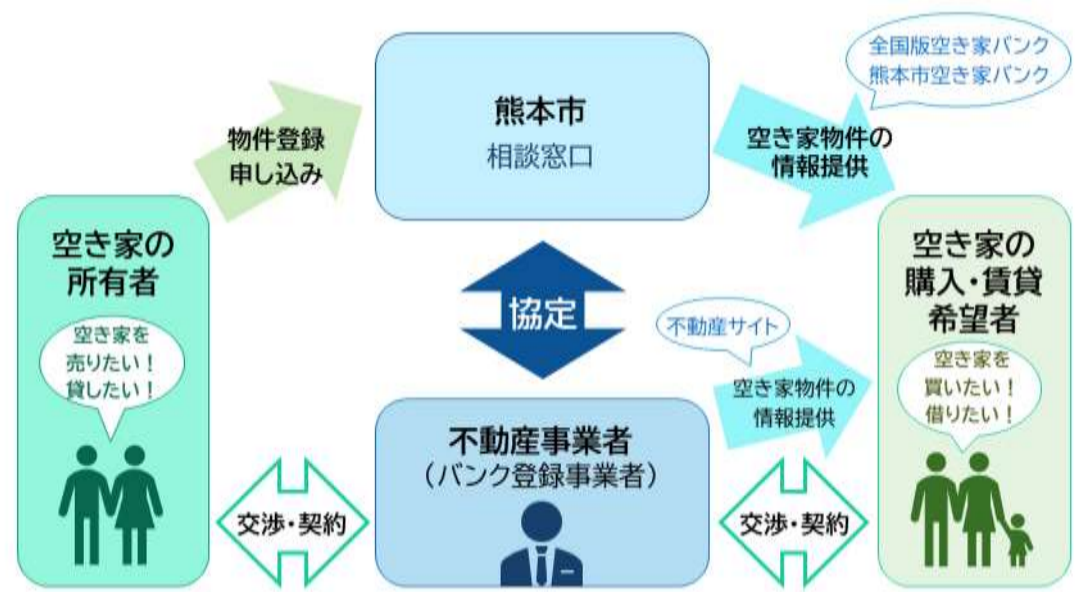 全国版空き家バンク
熊本市空き家バンク
熊本市
相談窓口
物件登録
申し込み
空き家物件の
情報提供
空き家の
所有者
空き家を
売りたい！
貸したい！
協定
空き家の
購入・賃貸
希望者
空き家を
買いたい！
借りたい！
不動産サイト
空き家物件の
情報提供
不動産事業者
（バンク登録事業者）
交渉・契約
交渉・契約